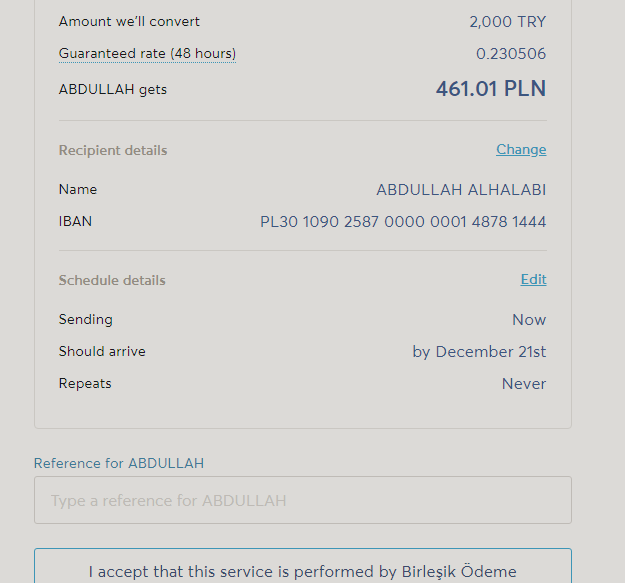 Amount we'll convert 2,000 TRY
Guaranteed rate (48 hours) 0.230506
ABDULLAH gets 461.01 PLN
Recipient details Change
Name ABDULLAH ALHALABI
IBAN PL30 1090 2587 0000 0001 4878 1444
Schedule details Edit
Sending Now
Should arrive by December 21st
Repeats Never
Reference for ABDULLAH
Type a reference for ABDULLAH
I accept that this service is performed by Birleşik Ödeme